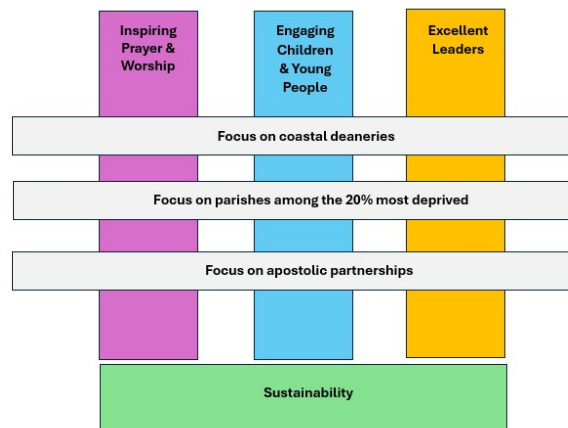 Inspiring
Prayer &
Worship
Engaging
Children
& Young
People
Excellent
Leaders
Focus on coastal deaneries
Focus on parishes among the 20% most deprived
Focus on apostolic partnerships
Sustainability